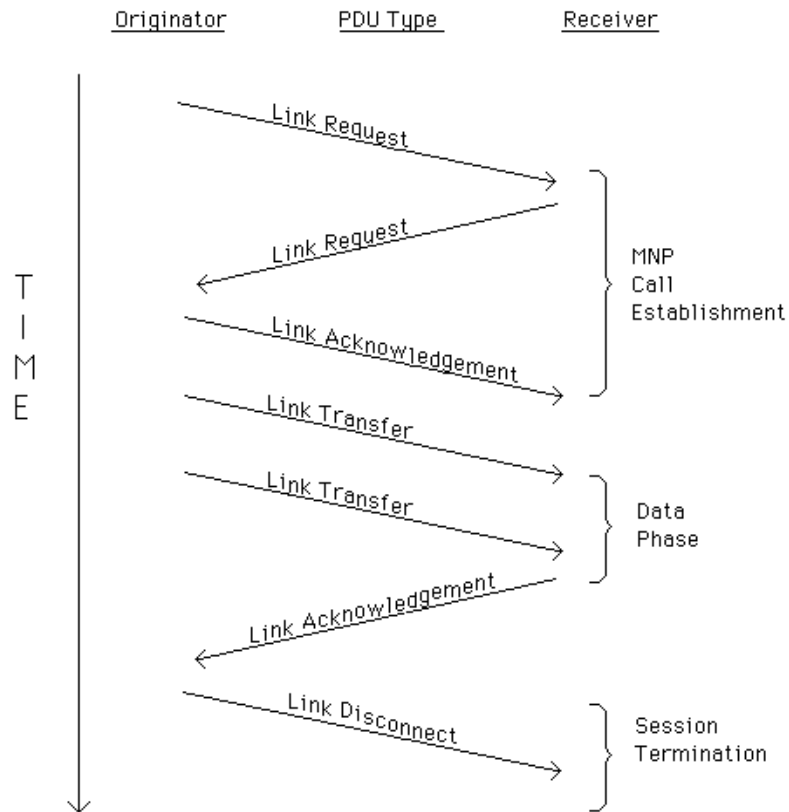 Originator PDU Type Receiver
Link Request
Link Request
MNP
Call
Establishment
TIME
Link Acknowledgement
Link Transfer
Link Transfer
Data
Phase
Link Acknowledgement
Link Disconnect
Session
Termination